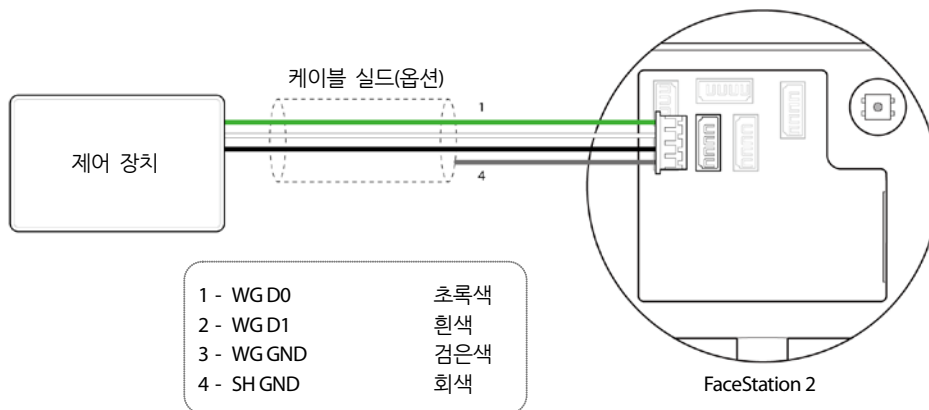 케이블 실드(옵션)
1
제어 장치
4
1 - WG D0 초록색
2 - WG D1 흰색
3 - WG GND 검은색
4 - SH GND 회색
FaceStation 2